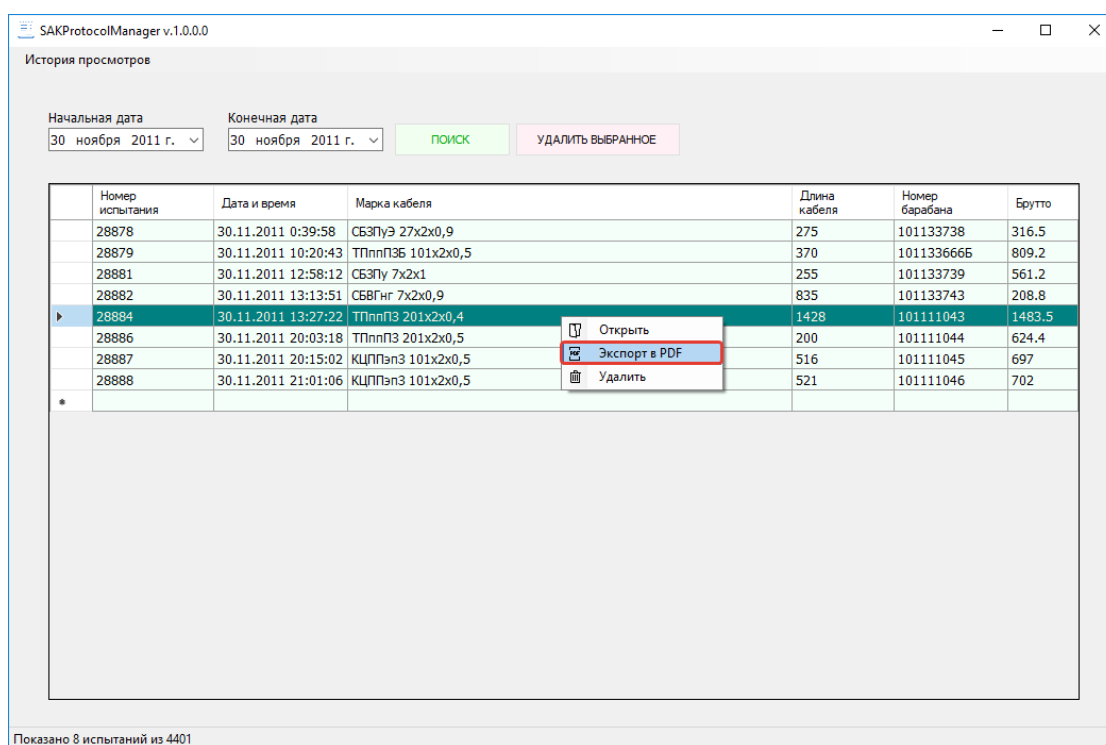 SAKProtocolManager v.1.0.0.0
История просмотров
Начальная дата Конечная дата
30 ноября 2011 г. 30 ноября 2011 г. ПОИСК УДАЛИТЬ ВЫБРАННОЕ
Номер испытания Дата и время Марка кабеля Длина кабеля Номер барабана Брутто
28878 30.11.2011 0:39:58 СБЗПуЭ 27х2х0,9 275 101133738 316.5
28879 30.11.2011 10:20:43 ТПппПЗБ 101х2х0,5 370 101133666Б 809.2
28881 30.11.2011 12:58:12 СБЗПу 7х2х1 255 101133739 561.2
28882 30.11.2011 13:13:51 СБВГнг 7х2х0,9 835 101133743 208.8
28884 30.11.2011 13:27:22 ТПппПЗ 201х2х0,4 1428 101111043 1483.5
28886 30.11.2011 20:03:18 ТПппПЗ 201х2х0,5 200 101111044 624.4
28887 30.11.2011 20:15:02 КЦППэпЗ 101х2х0,5 516 101111045 697
28888 30.11.2011 21:01:06 КЦППэпЗ 101х2х0,5 521 101111046 702
Открыть
Экспорт в PDF
Удалить
Показано 8 испытаний из 4401